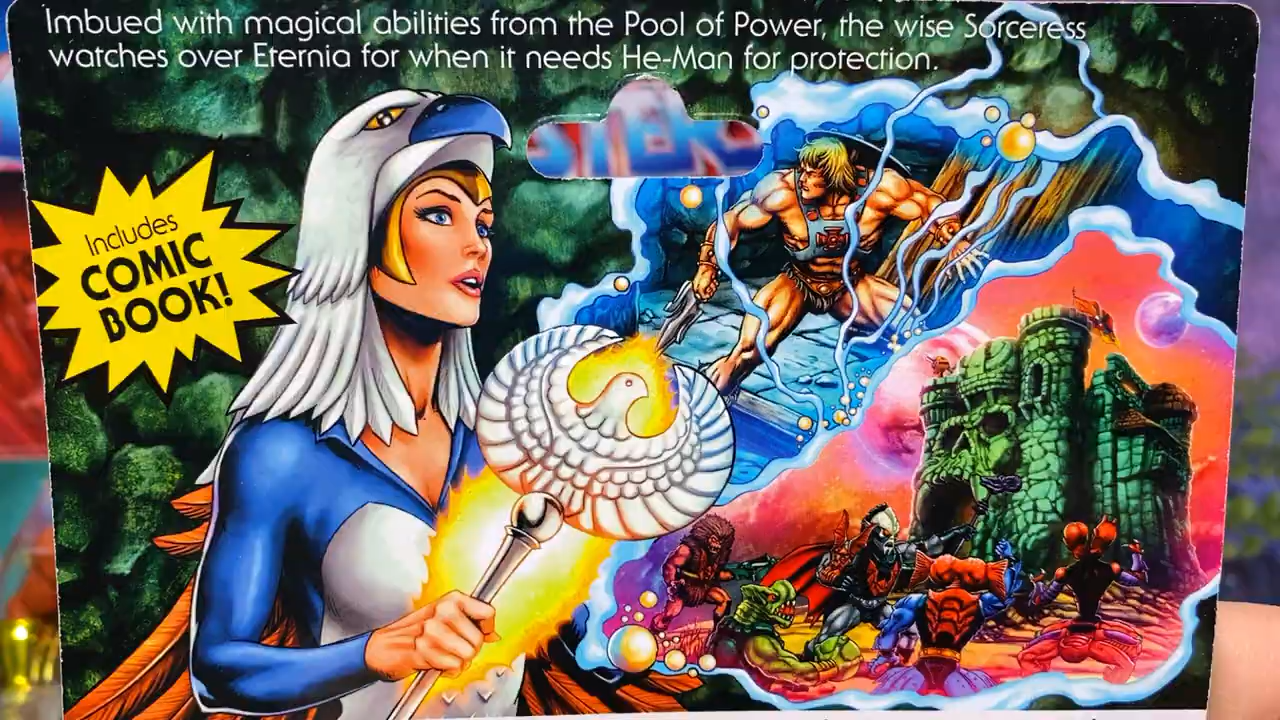 Imbued with magical abilities from the Pool of Power, the wise Sorceress
watches over Eternia for when it needs He-Man for protection.
Includes
COMIC
BOOK!